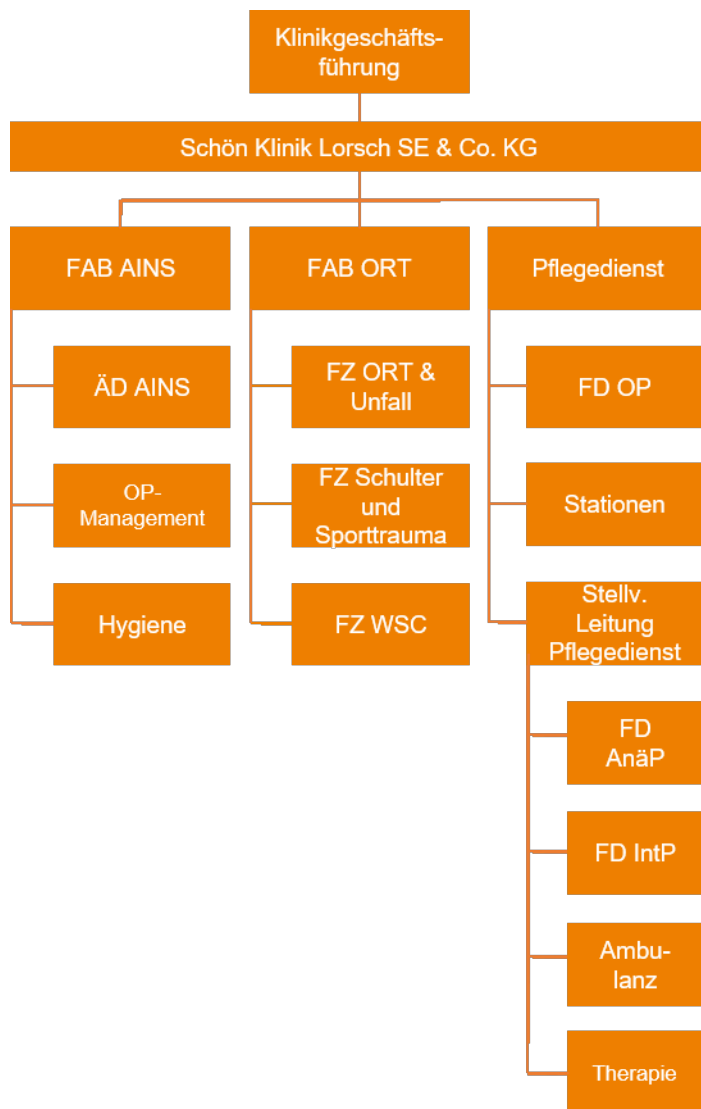 Klinikgeschäfts-
führung
Schön Klinik Lorsch SE & Co. KG
FAB AINS
FAB ORT
Pflegedienst
ÄD AINS
FZ ORT &
Unfall
FD OP
OP-
Management
FZ Schulter
und
Sporttrauma
Stationen
Hygiene
FZ WSC
Stellv.
Leitung
Pflegedienst
FD
AnäP
FD IntP
Ambu-
lanz
Therapie